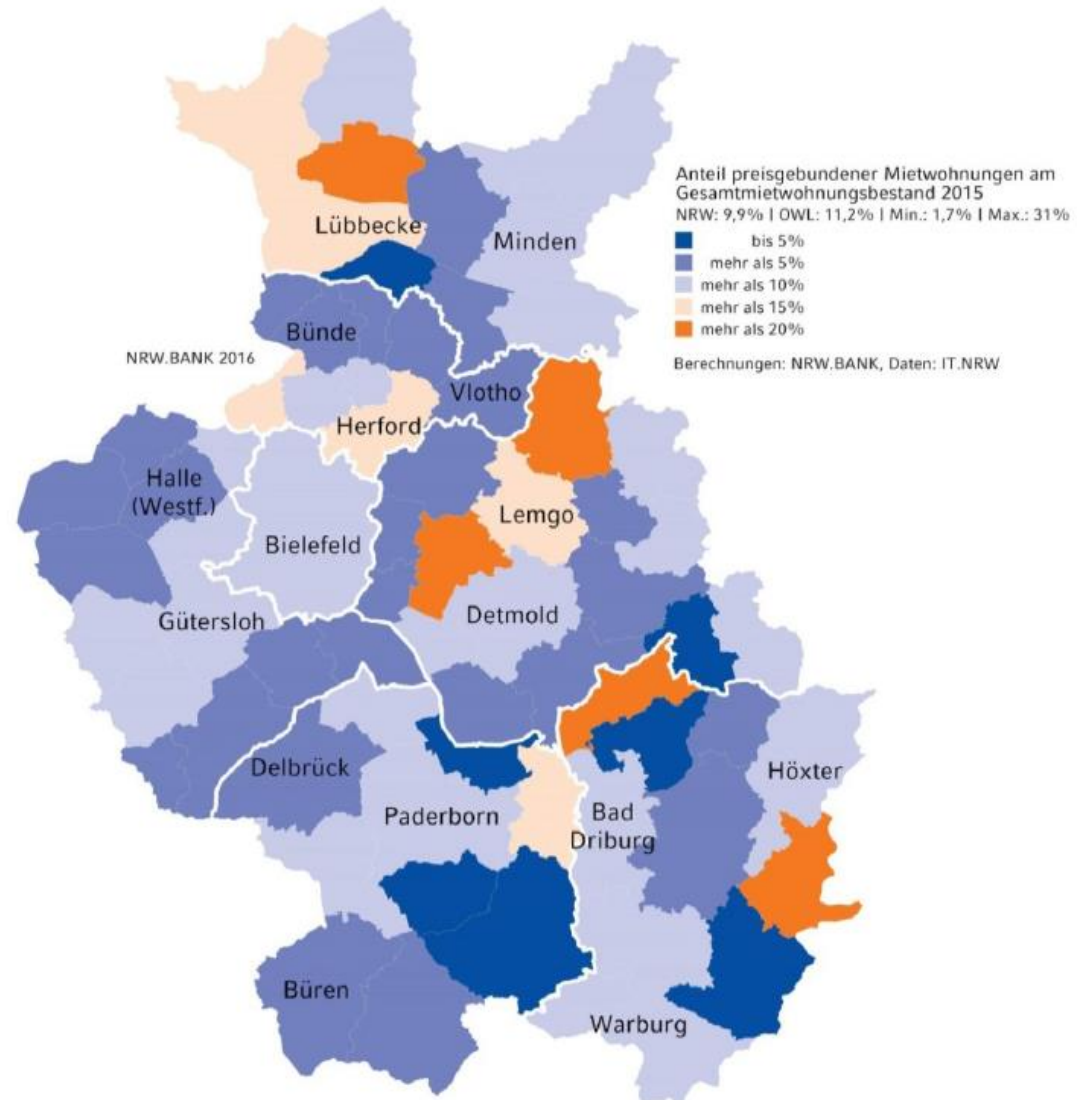 Anteil preisgebundener Mietwohnungen am
Gesamtmietwohnungsbestand 2015
NRW: 9,9% I OWL: 11,2% I Min.: 1,7% I Max.: 31%
bis 5%
mehr als 5%
mehr als 10%
mehr als 15%
mehr als 20%
Berechnungen: NRW.BANK, Daten: IT.NRW
NRW.BANK 2016
Lübbecke
Minden
Bünde
Vlotho
Herford
Halle
(Westf.)
Bielefeld
Lemgo
Gütersloh
Detmold
Delbrück
Paderborn
Bad
Driburg
Höxter
Büren
Warburg